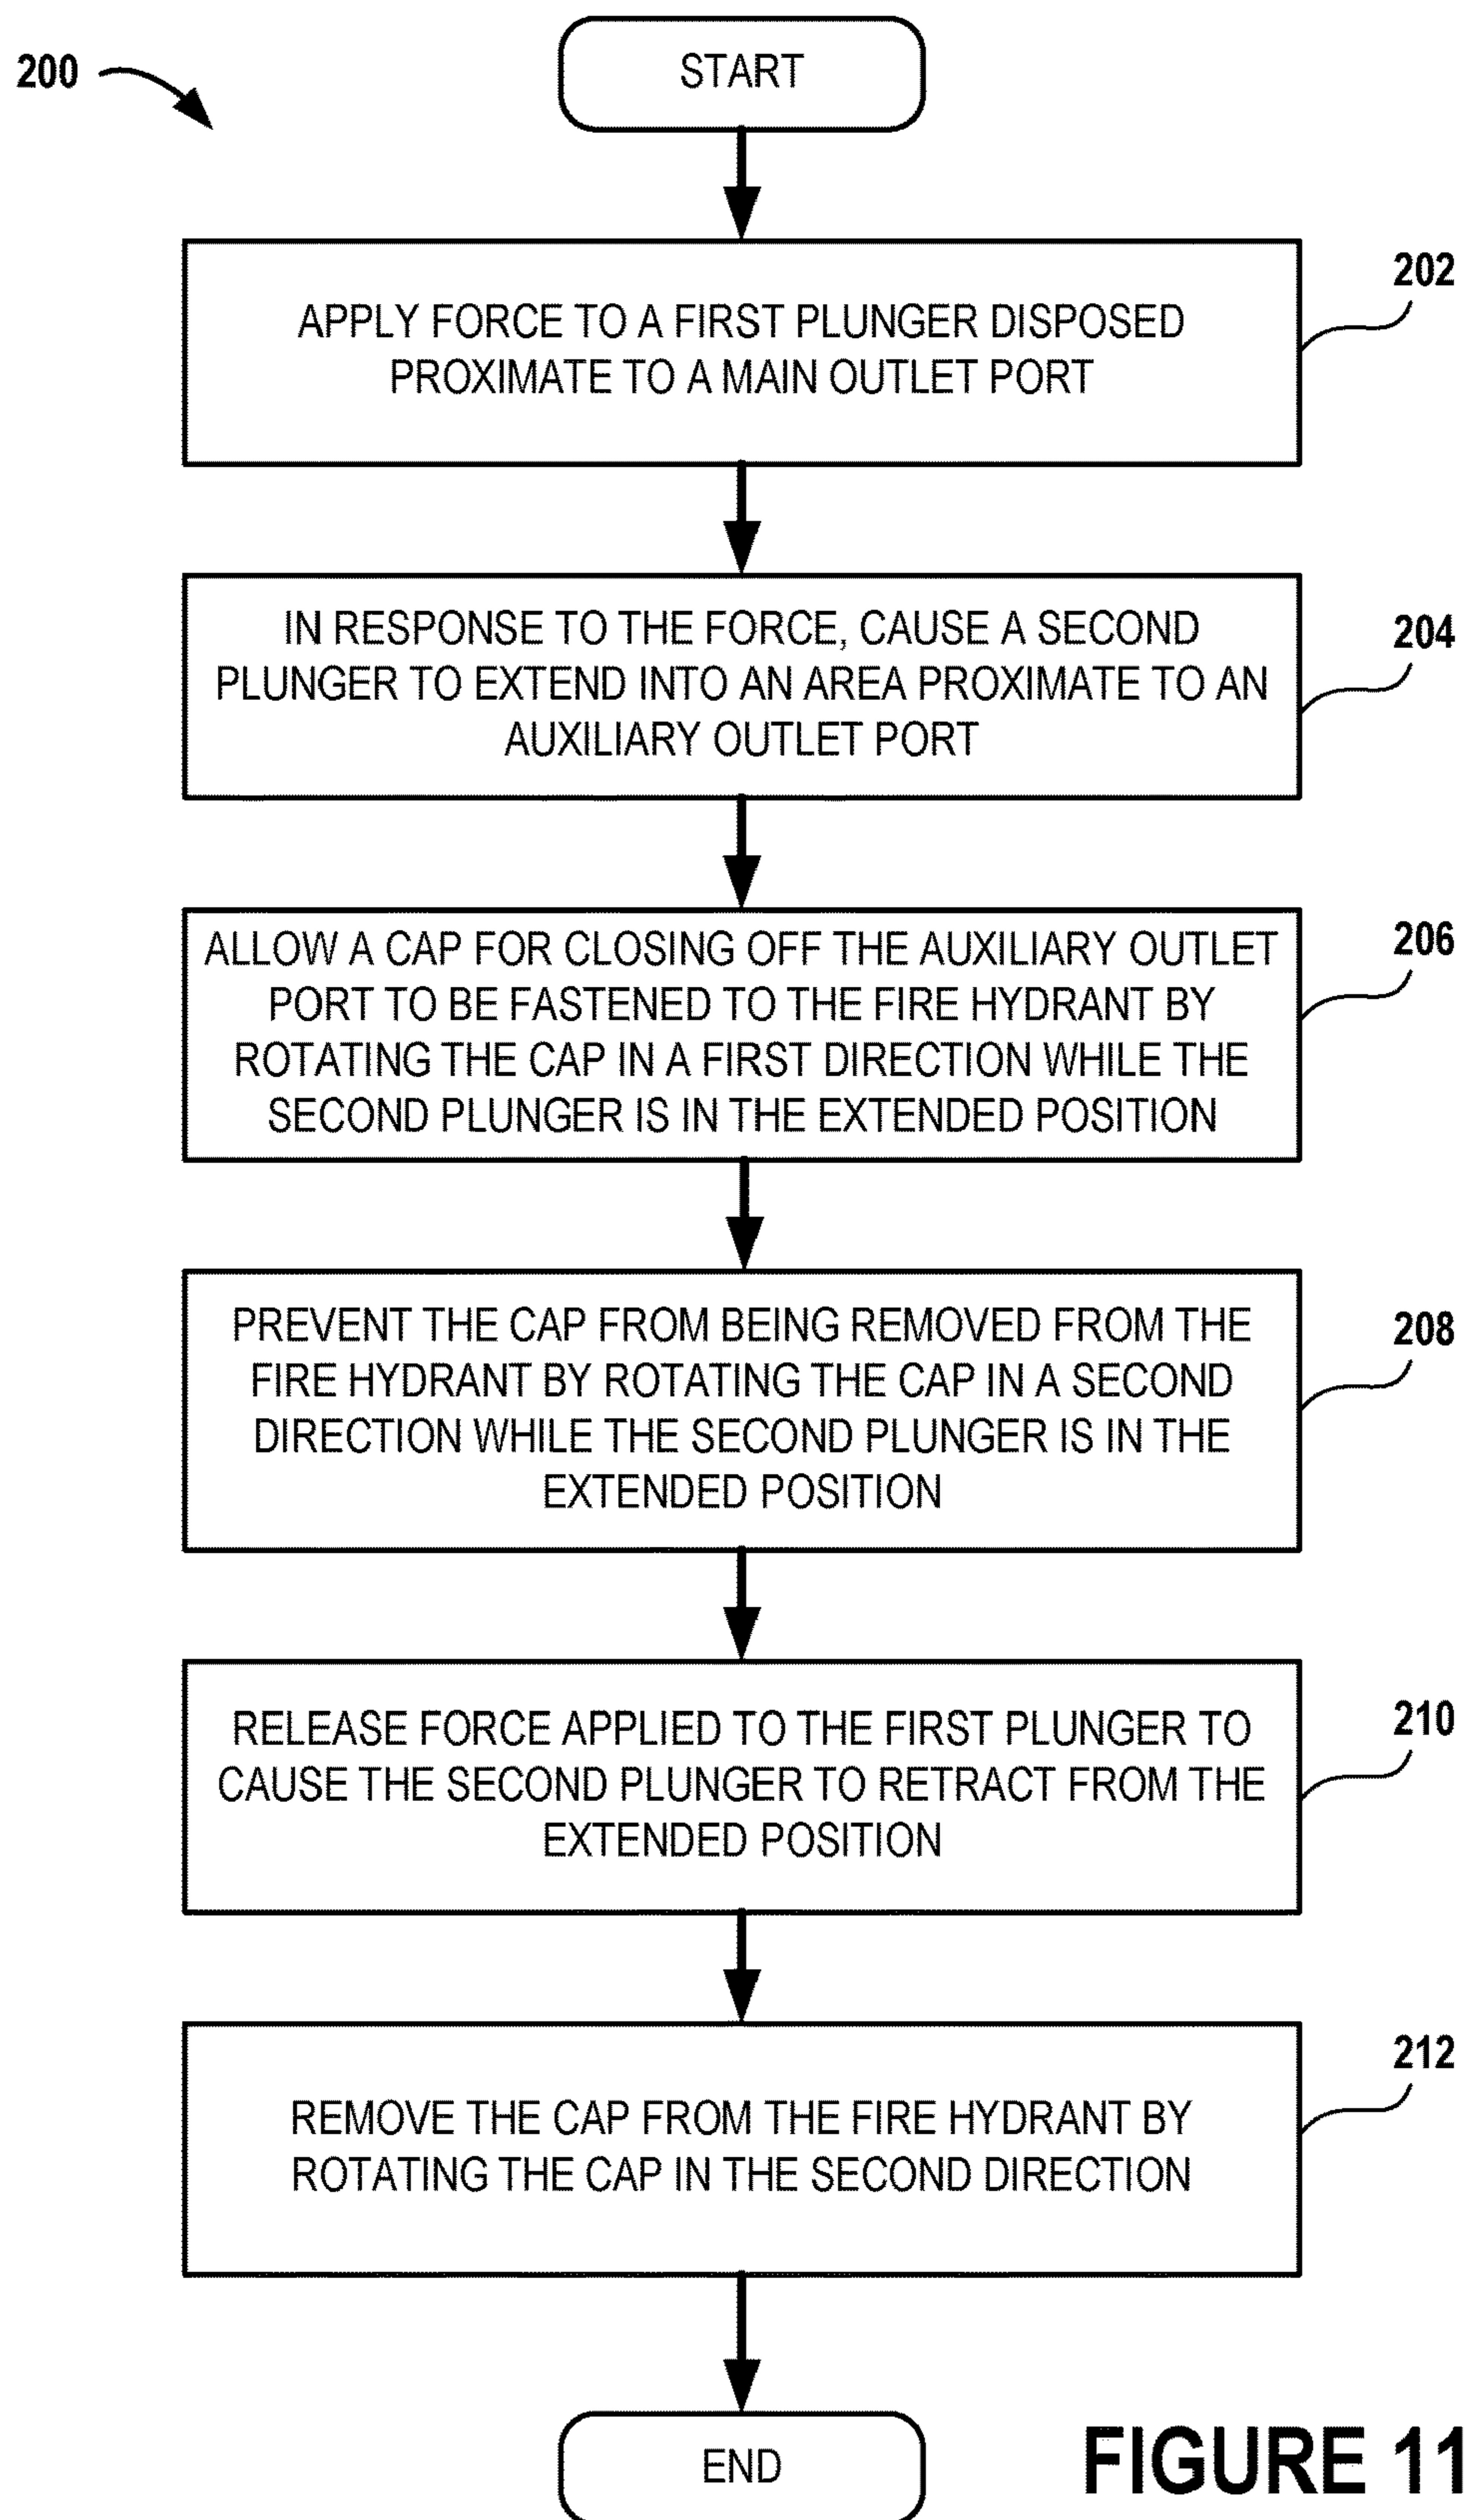 200
START
202
APPLY FORCE TO A FIRST PLUNGER DISPOSED
PROXIMATE TO A MAIN OUTLET PORT
204
IN RESPONSE TO THE FORCE, CAUSE A SECOND
PLUNGER TO EXTEND INTO AN AREA PROXIMATE TO AN
AUXILIARY OUTLET PORT
206
ALLOW A CAP FOR CLOSING OFF THE AUXILIARY OUTLET
PORT TO BE FASTENED TO THE FIRE HYDRANT BY
ROTATING THE CAP IN A FIRST DIRECTION WHILE THE
SECOND PLUNGER IS IN THE EXTENDED POSITION
208
PREVENT THE CAP FROM BEING REMOVED FROM THE
FIRE HYDRANT BY ROTATING THE CAP IN A SECOND
DIRECTION WHILE THE SECOND PLUNGER IS IN THE
EXTENDED POSITION
210
RELEASE FORCE APPLIED TO THE FIRST PLUNGER TO
CAUSE THE SECOND PLUNGER TO RETRACT FROM THE
EXTENDED POSITION
212
REMOVE THE CAP FROM THE FIRE HYDRANT BY
ROTATING THE CAP IN THE SECOND DIRECTION
END
FIGURE 11